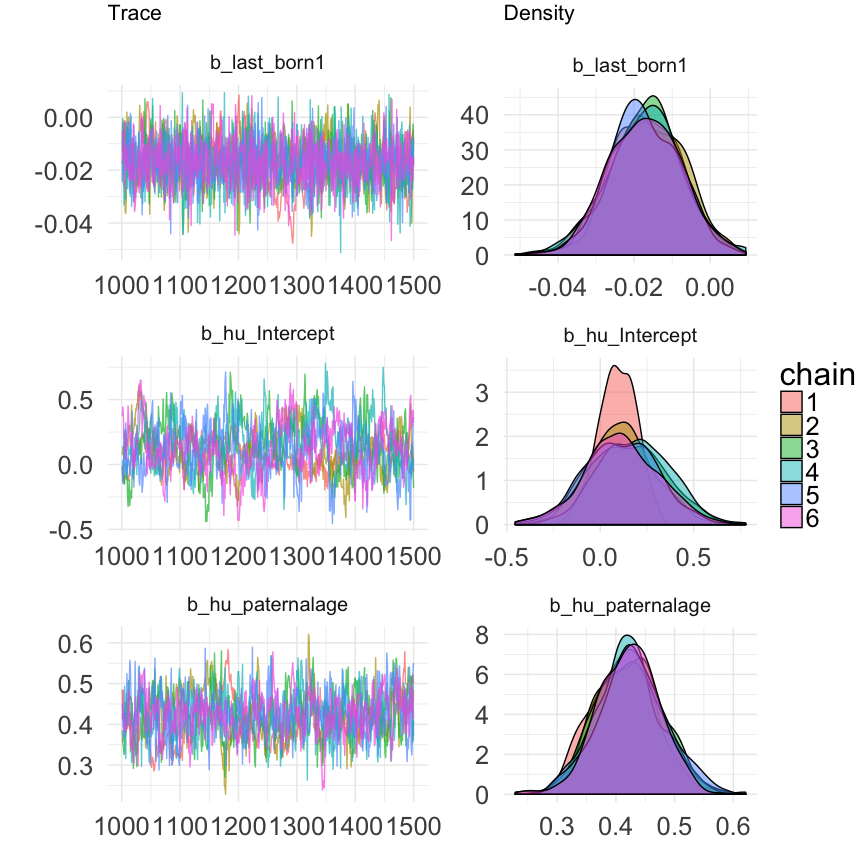 Trace
Density
b_last_born1
b_last_born1
0.00
-0.02
-0.04
1000 1100 1200 1300 1400 1500
40
30
20
10
0
-0.04 -0.02 0.00
b_hu_Intercept
b_hu_Intercept
0.5
0.0
-0.5
1000 1100 1200 1300 1400 1500
3
2
1
0
-0.5 0.0 0.5
chain
1
2
3
4
5
6
b_hu_paternalage
b_hu_paternalage
0.6
0.5
0.4
0.3
1000 1100 1200 1300 1400 1500
8
6
4
2
0
0.3 0.4 0.5 0.6